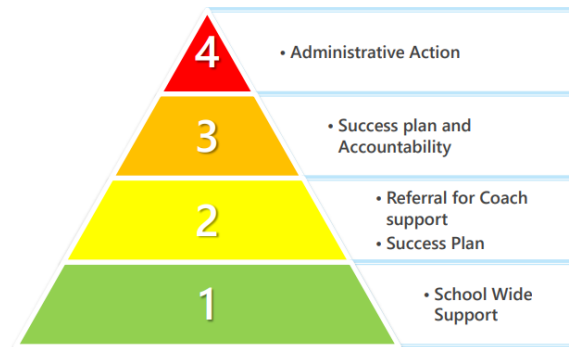 4
• Administrative Action
3
• Success plan and
Accountability
2
• Referral for Coach
support
• Success Plan
1
• School Wide
Support